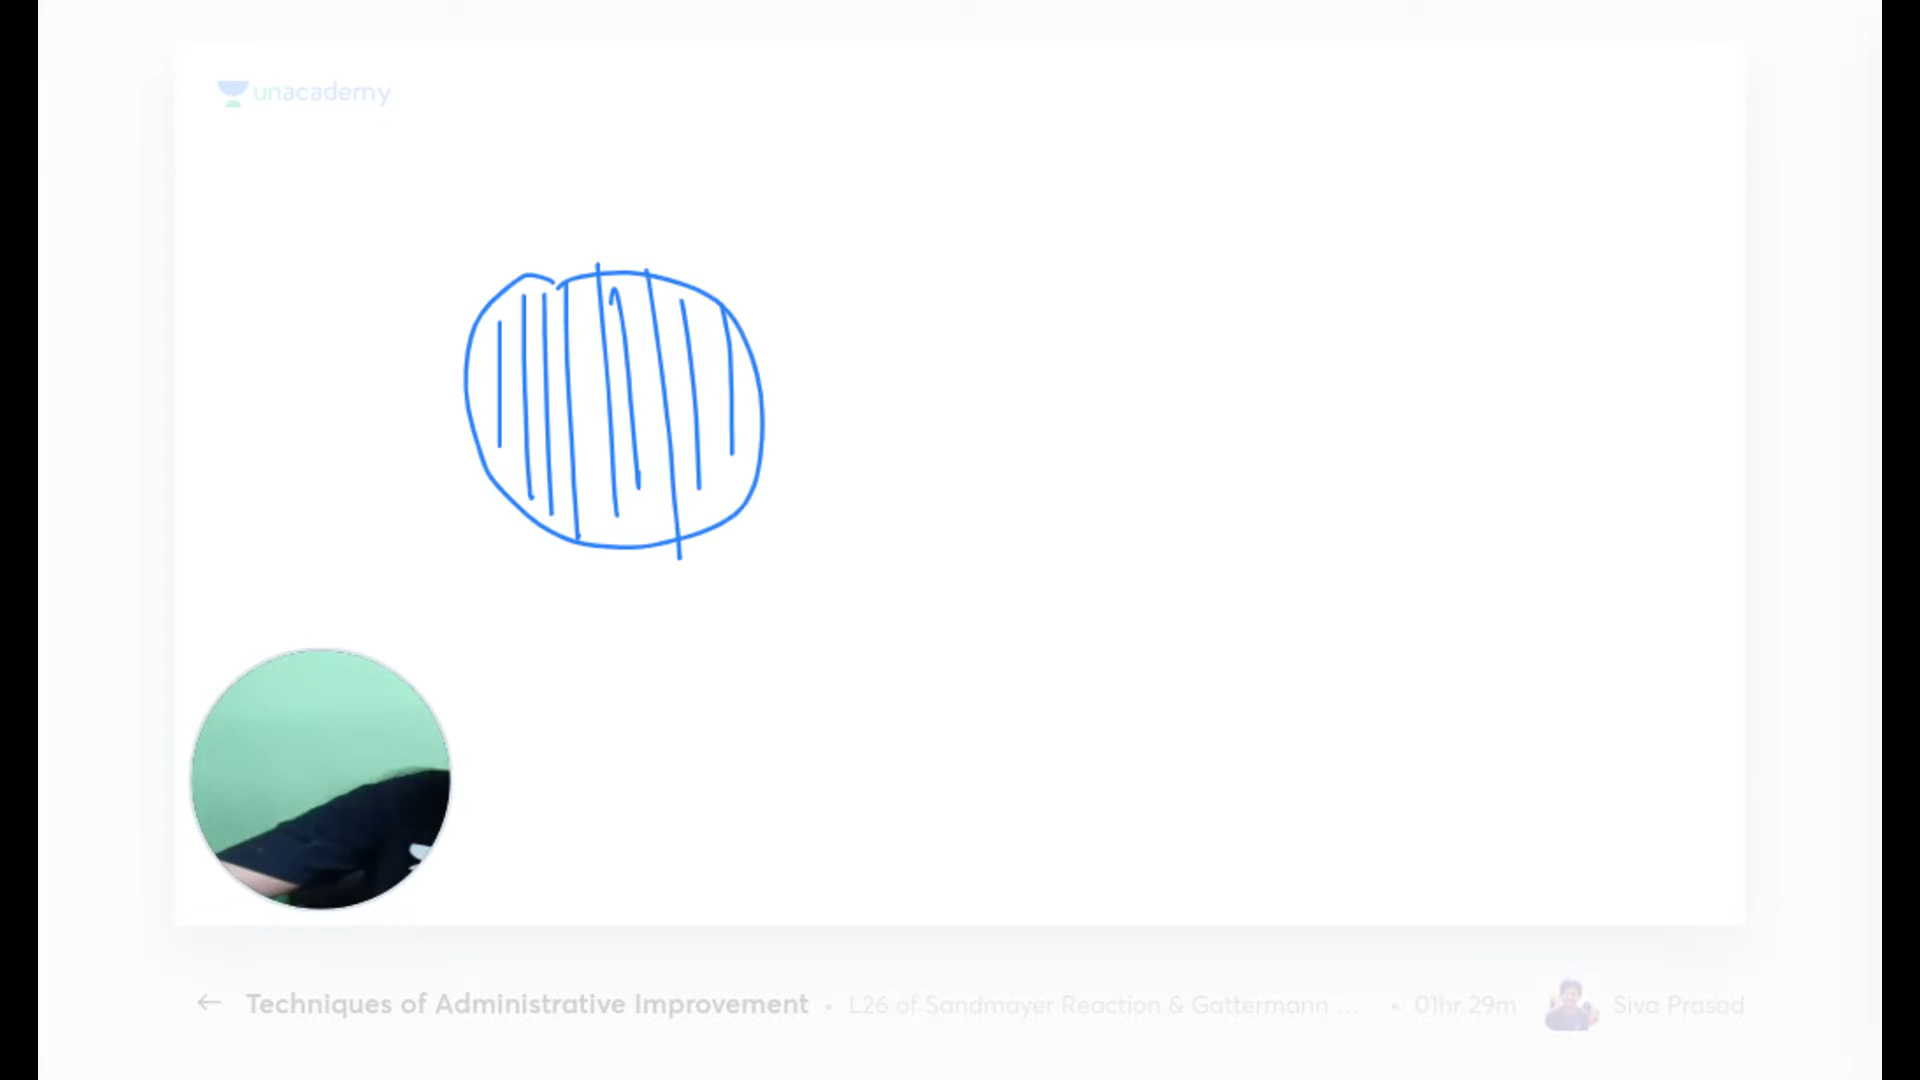 unacademy
Techniques of Administrative Improvement • L26 of Sandmayer Reaction & Gattermann ... • 01hr 29m Siva Prasad